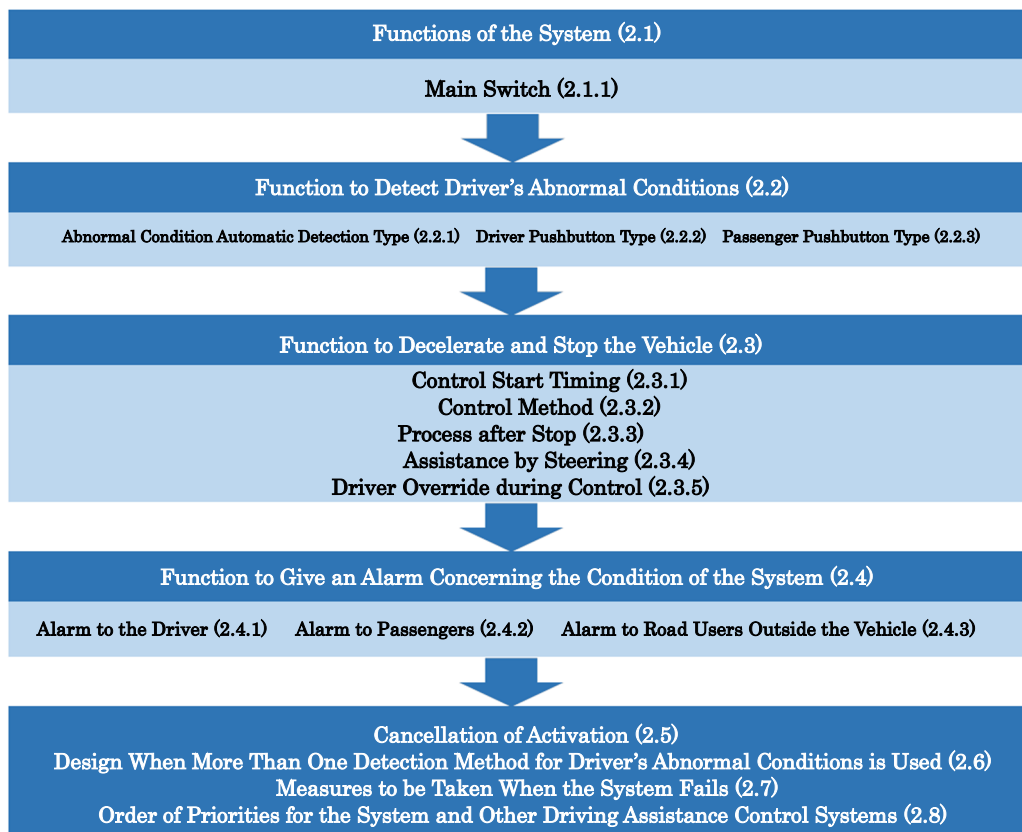 Functions of the System (2.1)
Main Switch (2.1.1)
Function to Detect Driver's Abnormal Conditions (2.2)
Abnormal Condition Automatic Detection Type (2.2.1) Driver Pushbutton Type (2.2.2) Passenger Pushbutton Type (2.2.3)
Function to Decelerate and Stop the Vehicle (2.3)
Control Start Timing (2.3.1)
Control Method (2.3.2)
Process after Stop (2.3.3)
Assistance by Steering (2.3.4)
Driver Override during Control (2.3.5)
Function to Give an Alarm Concerning the Condition of the System (2.4)
Alarm to the Driver (2.4.1) Alarm to Passengers (2.4.2) Alarm to Road Users Outside the Vehicle (2.4.3)
Cancellation of Activation (2.5)
Design When More Than One Detection Method for Driver's Abnormal Conditions is Used (2.6)
Measures to be Taken When the System Fails (2.7)
Order of Priorities for the System and Other Driving Assistance Control Systems (2.8)